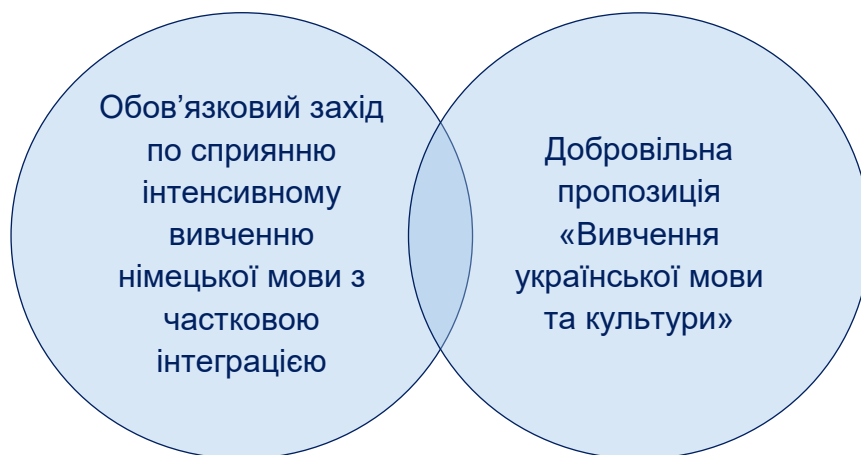 Обов’язковий захід
по сприянню
інтенсивному
вивченню
німецької мови з
частковою
інтеграцією
Добровільна
пропозиція
«Вивчення
української мови
та культури»